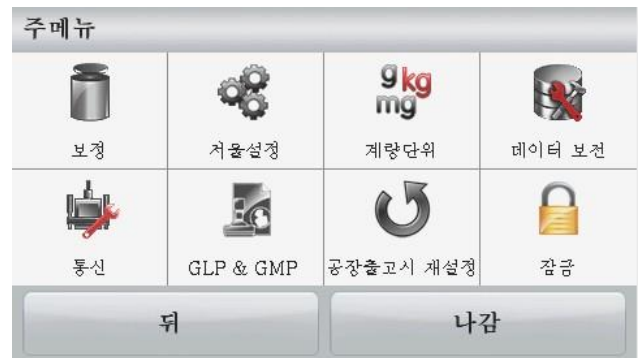 주메뉴
g kg
mg
보정
저울설정
계량단위
데이터 보전
통신
GLP & GMP
공장출고시 재설정
잠금
뒤
나감